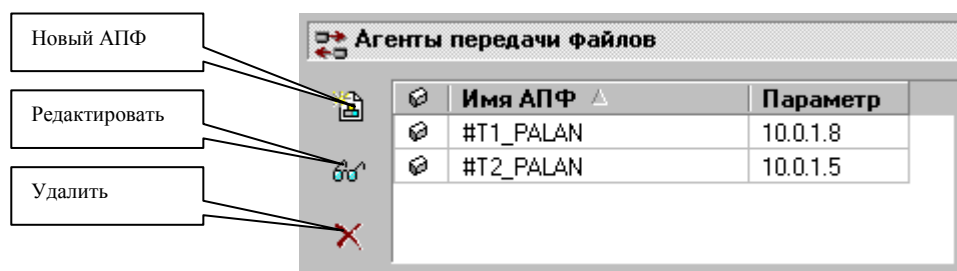 Новый АПФ
Агенты передачи файлов
Имя АПФ Параметр
Редактировать
#T1_PALAN 10.0.1.8
#T2_PALAN 10.0.1.5
Удалить